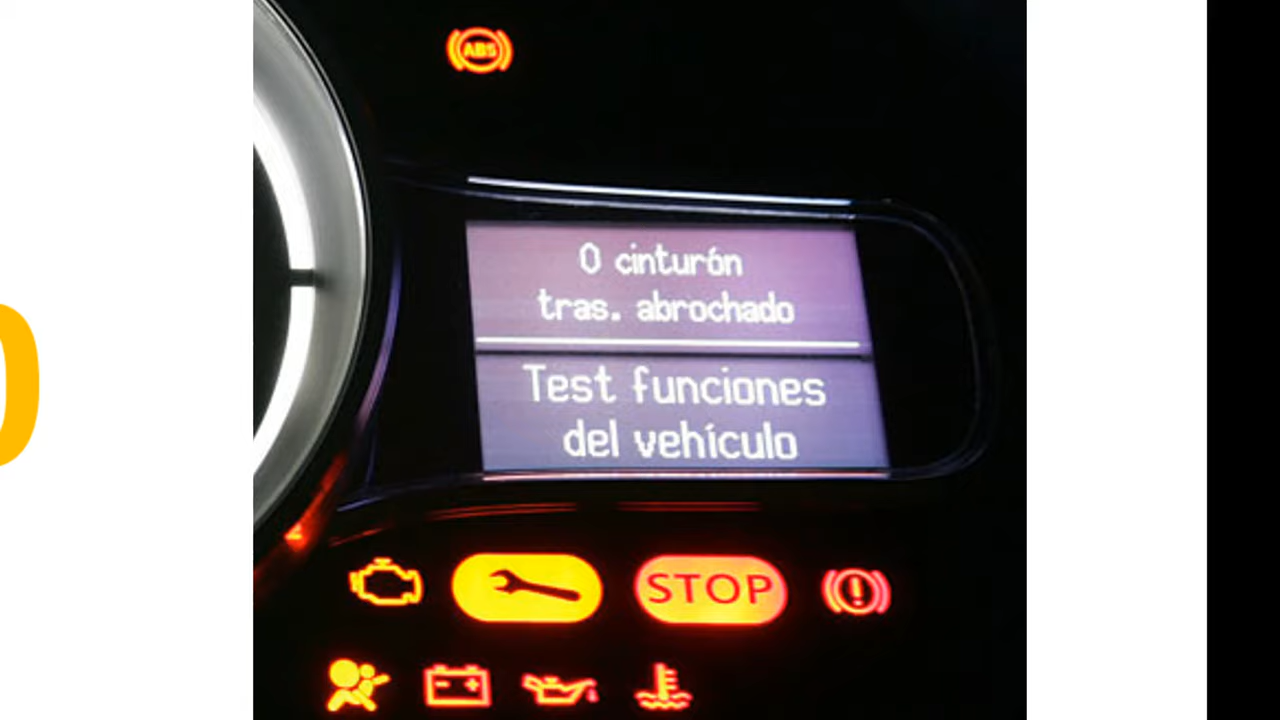 ABS
0 cinturón
tras. abrochado
Test funciones
del vehículo
STOP